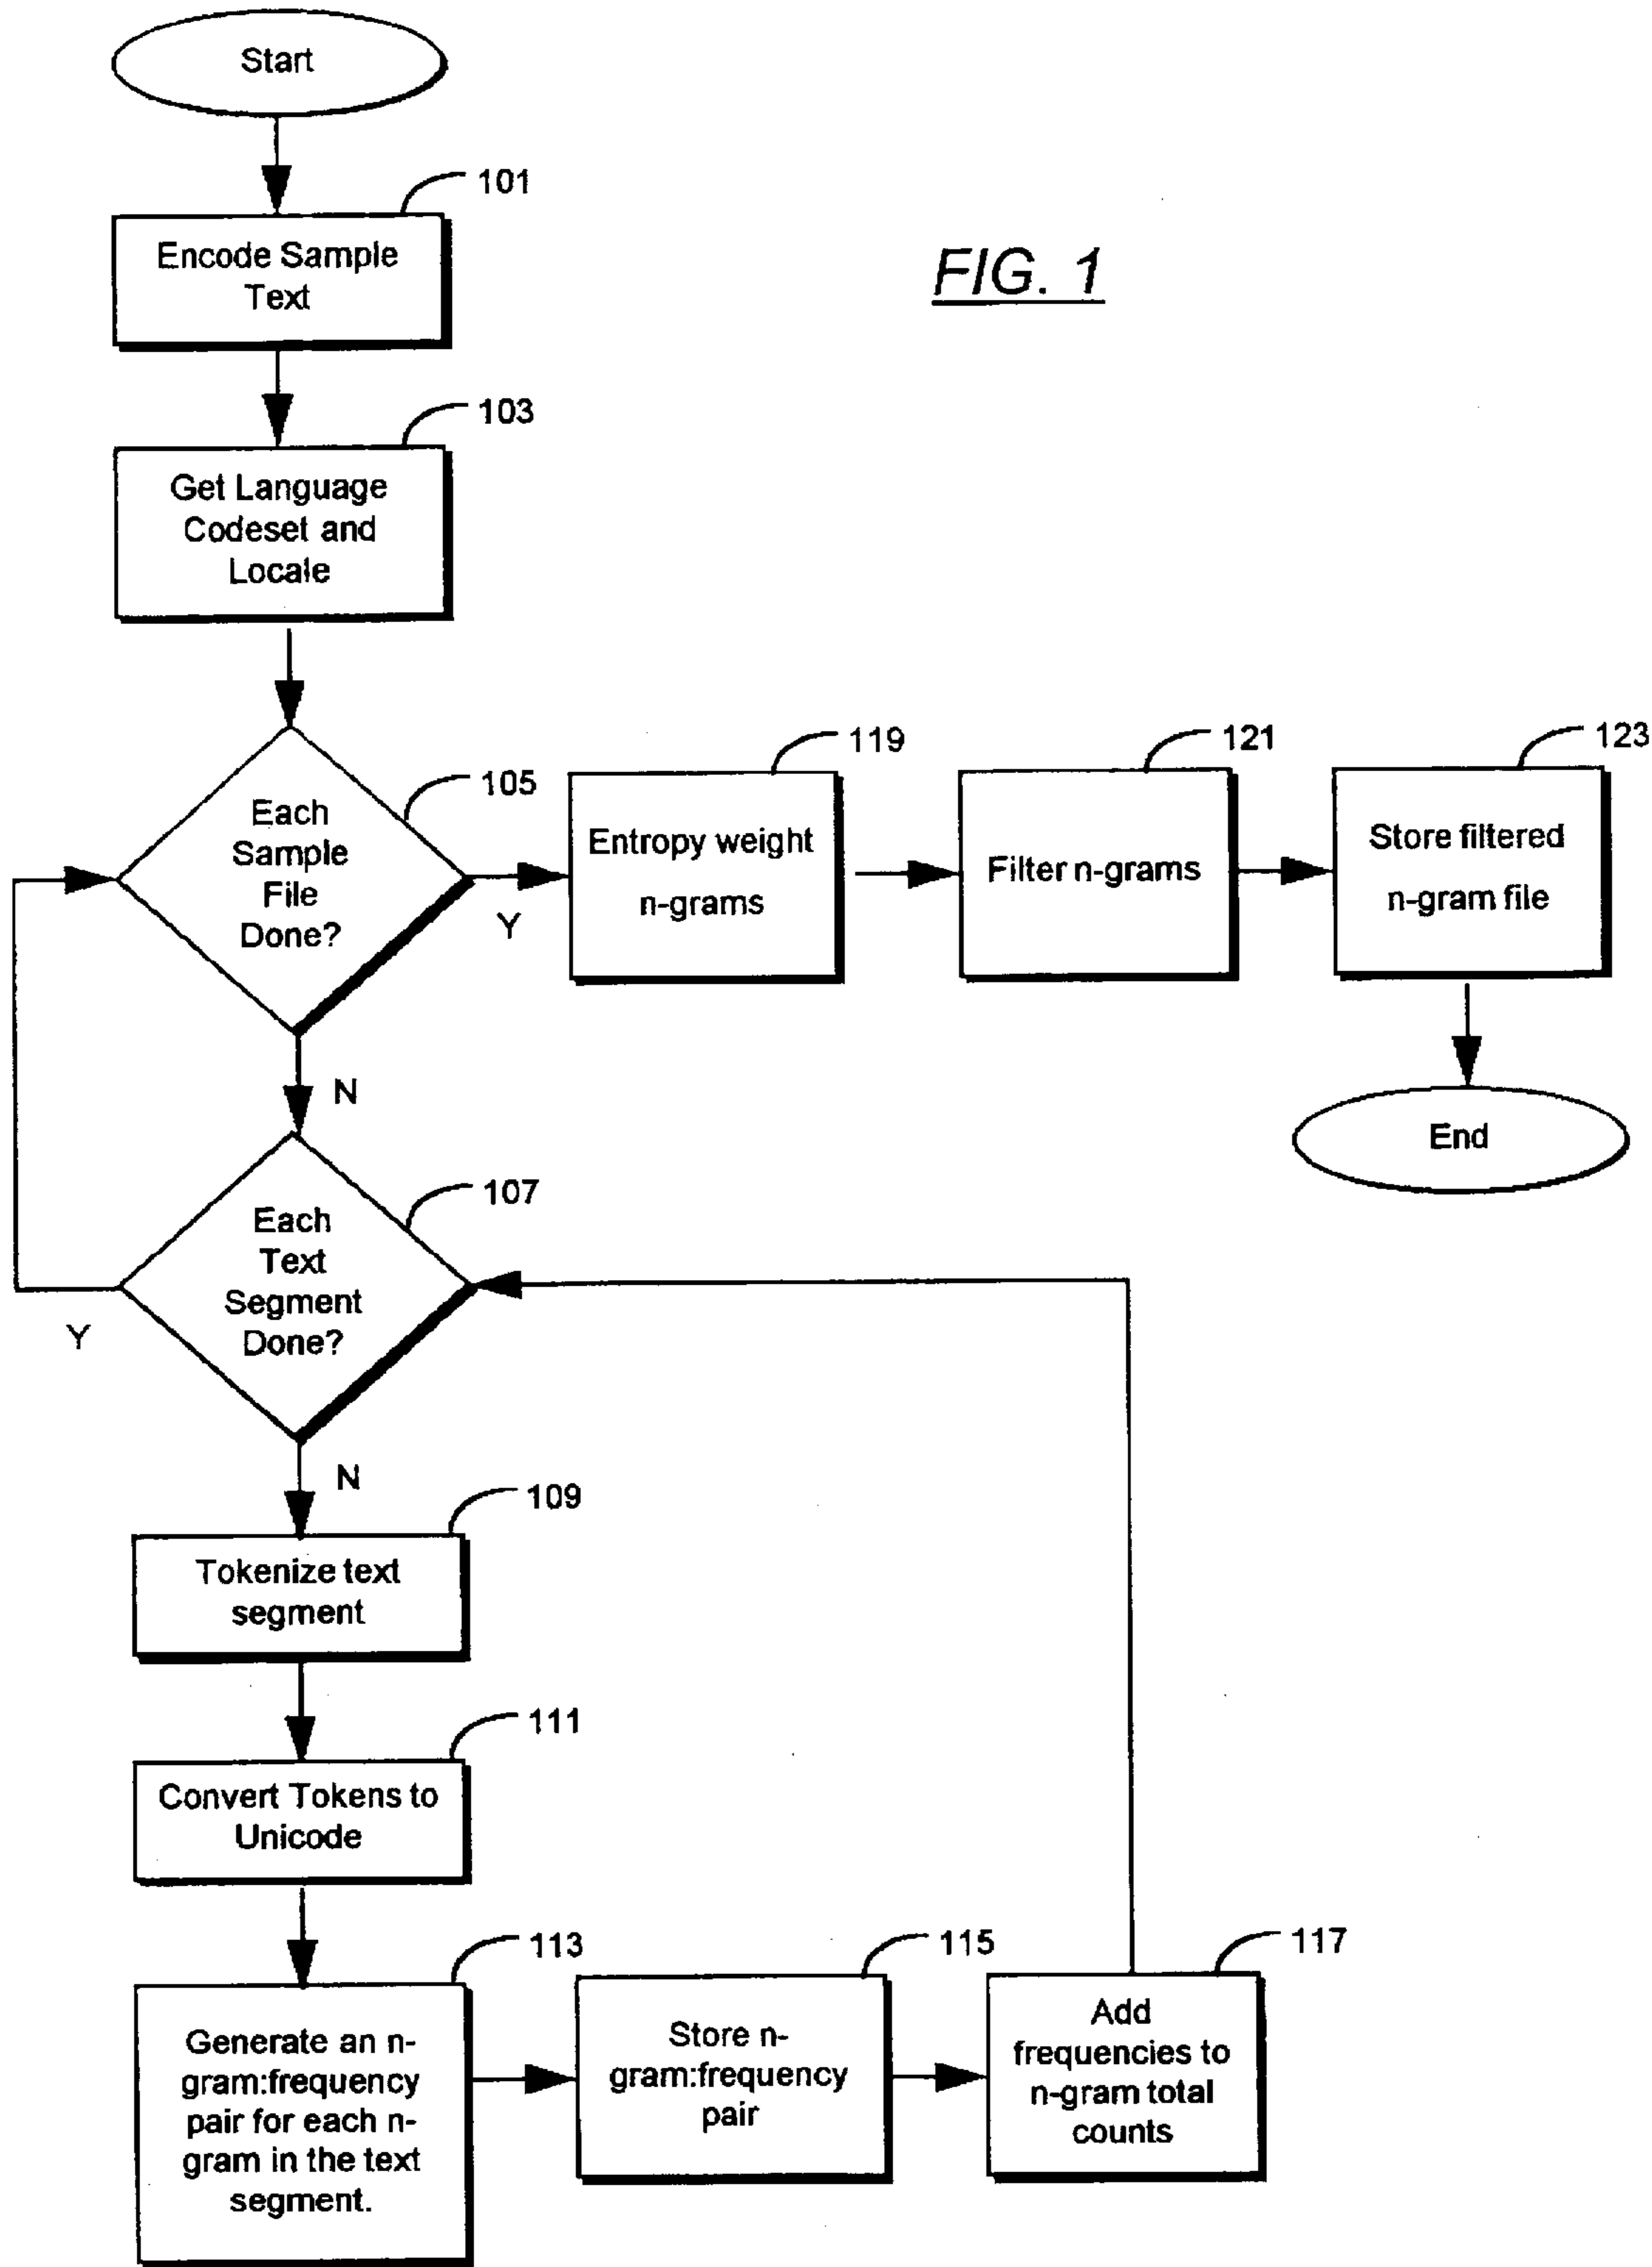 Start
101
Encode Sample
Text
FIG. 1
103
Get Language
Codeset and
Locale
105
Each
Sample
File
Done?
Y
N
119
Entropy weight
n-grams
121
Filter n-grams
123
Store filtered
n-gram file
End
107
Each
Text
Segment
Done?
Y
N
109
Tokenize text
segment
111
Convert Tokens to
Unicode
113
Generate an n-
gram:frequency
pair for each n-
gram in the text
segment.
115
Store n-
gram:frequency
pair
117
Add
frequencies to
n-gram total
counts